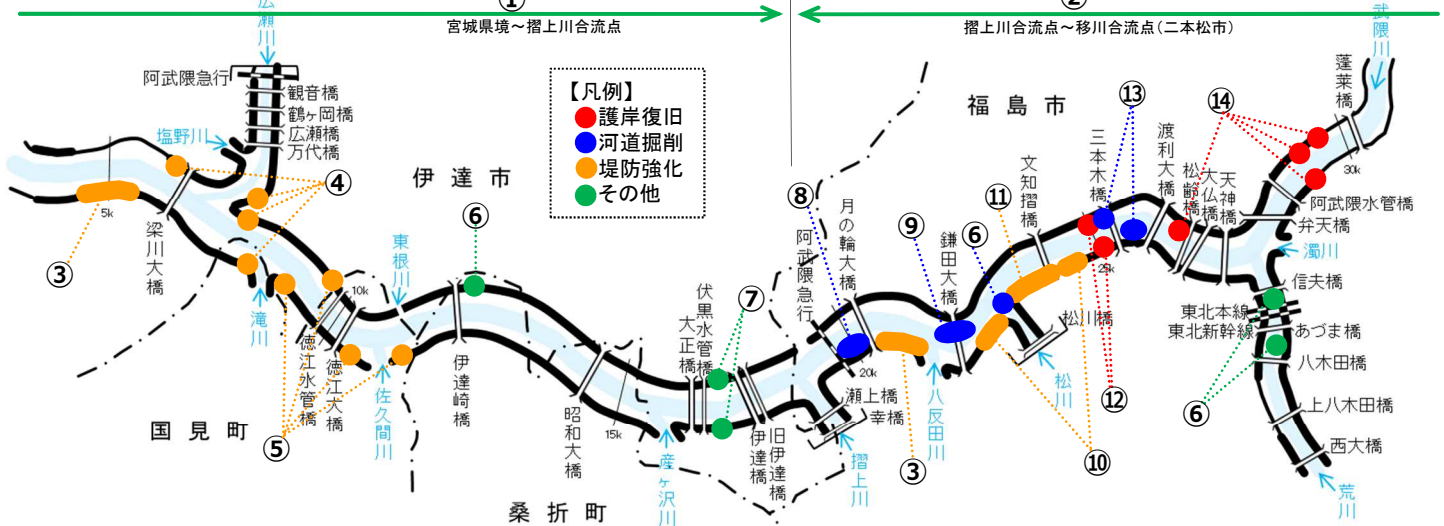 ①
②
宮城県境～摺上川合流点
摺上川合流点～移川合流点(二本松市)
広瀬川
阿武隈急行
観音橋
鶴ヶ岡橋
広瀬橋
万代橋
塩野川
④
伊達市
【凡例】
護岸復旧
河道掘削
堤防強化
その他
福島市
武隈川
蓬莱橋
⑬
⑭
三本木橋
渡利大橋
松齢橋
大仏橋
天神橋
30k
阿武隈水管橋
弁天橋
濁川
信夫橋
東北本線
東北新幹線
あづま橋
八木田橋
上八木田橋
西大橋
荒川
⑥
5k
③
梁川大橋
滝川
⑤
10k
徳江水管橋
徳江大橋
東根川
佐久間川
国見町
⑥
伊達崎橋
昭和大橋
15k
桑折町
産ヶ沢川
大正橋
伏黒水管橋
⑦
伊達橋
旧伊達橋
⑧
阿武隈急行
月の輪大橋
20k
瀬上橋
幸橋
摺上川
③
八反田川
⑨
鎌田大橋
⑥
⑪
文知摺橋
松川橋
松川
⑩
25k
⑫